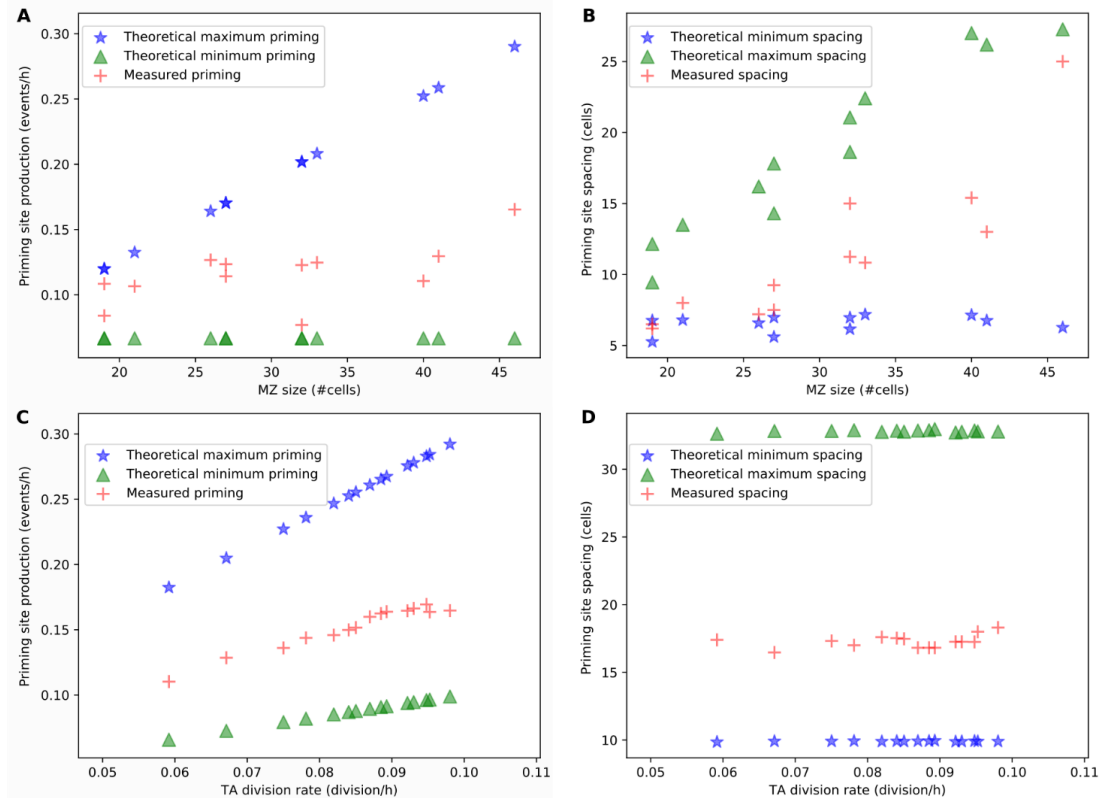 A
0.30
0.25
0.20
0.15
0.10
Priming site production (events/h)
Theoretical maximum priming
Theoretical minimum priming
Measured priming
20
25
30
35
40
45
MZ size (#cells)
B
25
20
15
10
5
Priming site spacing (cells)
Theoretical minimum spacing
Theoretical maximum spacing
Measured spacing
20
25
30
35
40
45
MZ size (#cells)
C
0.30
0.25
0.20
0.15
0.10
Priming site production (events/h)
Theoretical maximum priming
Theoretical minimum priming
Measured priming
0.05
0.06
0.07
0.08
0.09
0.10
0.11
TA division rate (division/h)
D
30
25
20
15
10
Priming site spacing (cells)
Theoretical minimum spacing
Theoretical maximum spacing
Measured spacing
0.05
0.06
0.07
0.08
0.09
0.10
0.11
TA division rate (division/h)